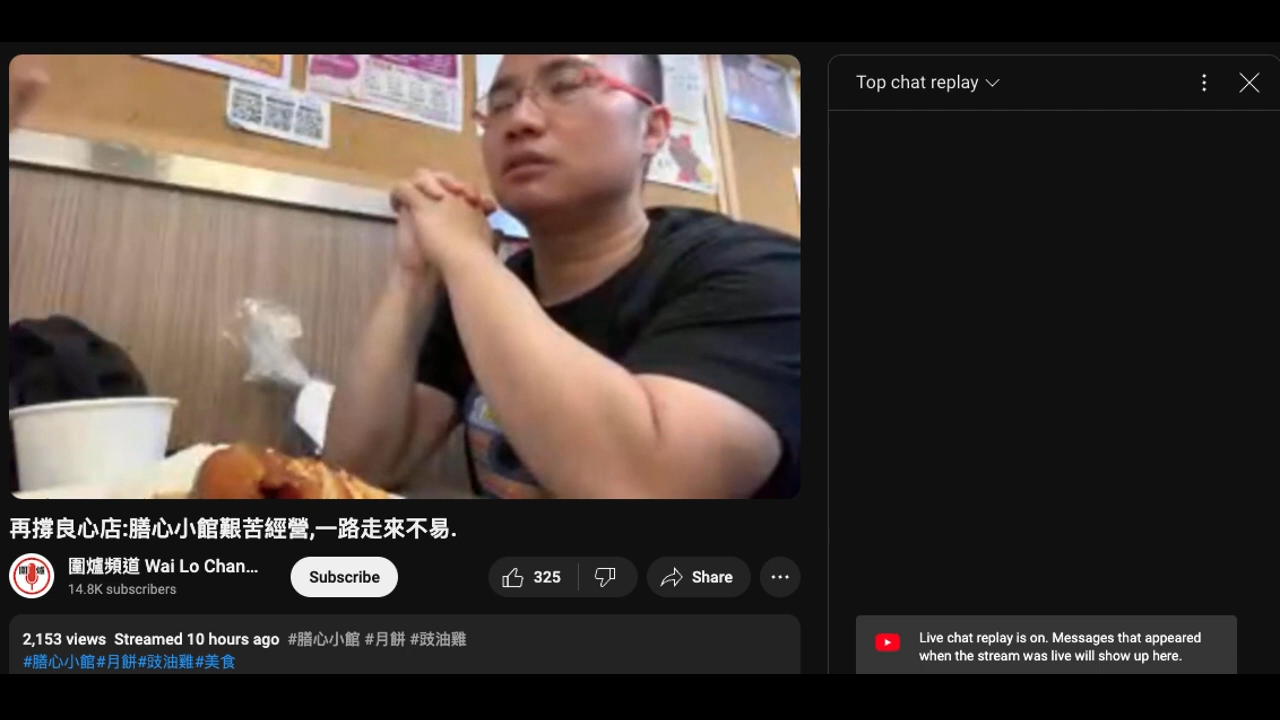 Top chat replay
再撐良心店:膳心小館艱苦經營,一路走來不易.
圍爐頻道 Wai Lo Chan...
14.8K subscribers
Subscribe
325
Share
2,153 views Streamed 10 hours ago #膳心小館 #月餅 #豉油雞
#膳心小館#月餅#豉油雞#美食
Live chat replay is on. Messages that appeared
when the stream was live will show up here.